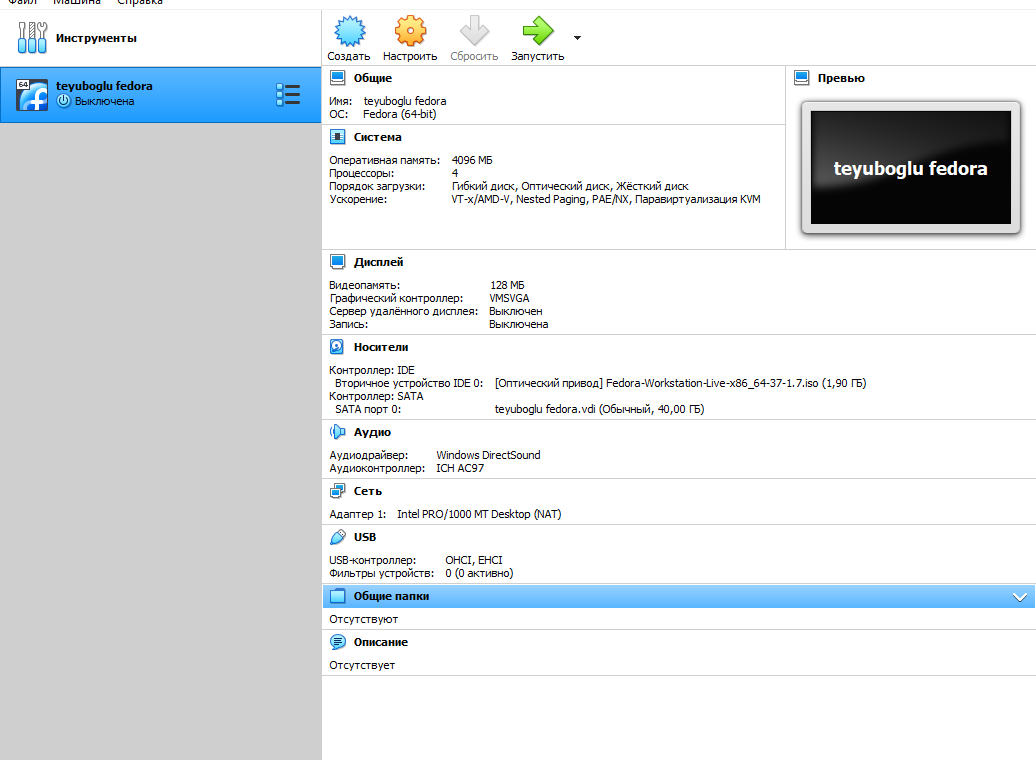 Файл Машина Справка
Инструменты
Создать Настроить Сбросить Запустить
64
teyuboglu fedora
Выключена
Общие
Имя: teyuboglu fedora
ОС: Fedora (64-bit)
Превью
teyuboglu fedora
Система
Оперативная память: 4096 МБ
Процессоры: 4
Порядок загрузки: Гибкий диск, Оптический диск, Жёсткий диск
Ускорение: VT-x/AMD-V, Nested Paging, PAE/NX, Паравиртуализация KVM
Дисплей
Видеопамять: 128 МБ
Графический контроллер: VMSVGA
Сервер удалённого дисплея: Выключен
Запись: Выключена
Носители
Контроллер: IDE
Вторичное устройство IDE 0: [Оптический привод] Fedora-Workstation-Live-x86_64-37-1.7.iso (1,90 ГБ)
Контроллер: SATA
SATA порт 0: teyuboglu fedora.vdi (Обычный, 40,00 ГБ)
Аудио
Аудиодрайвер: Windows DirectSound
Аудиоконтроллер: ICH AC97
Сеть
Адаптер 1: Intel PRO/1000 MT Desktop (NAT)
USB
USB-контроллер: OHCI, EHCI
Фильтры устройств: 0 (0 активно)
Общие папки
Отсутствуют
Описание
Отсутствует